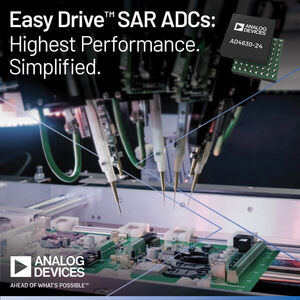 Easy Drive™ SAR ADCs:
Highest Performance.
Simplified.
ANALOG
DEVICES
AD4630-24
ANALOG
DEVICES
AHEAD OF WHAT'S POSSIBLE™